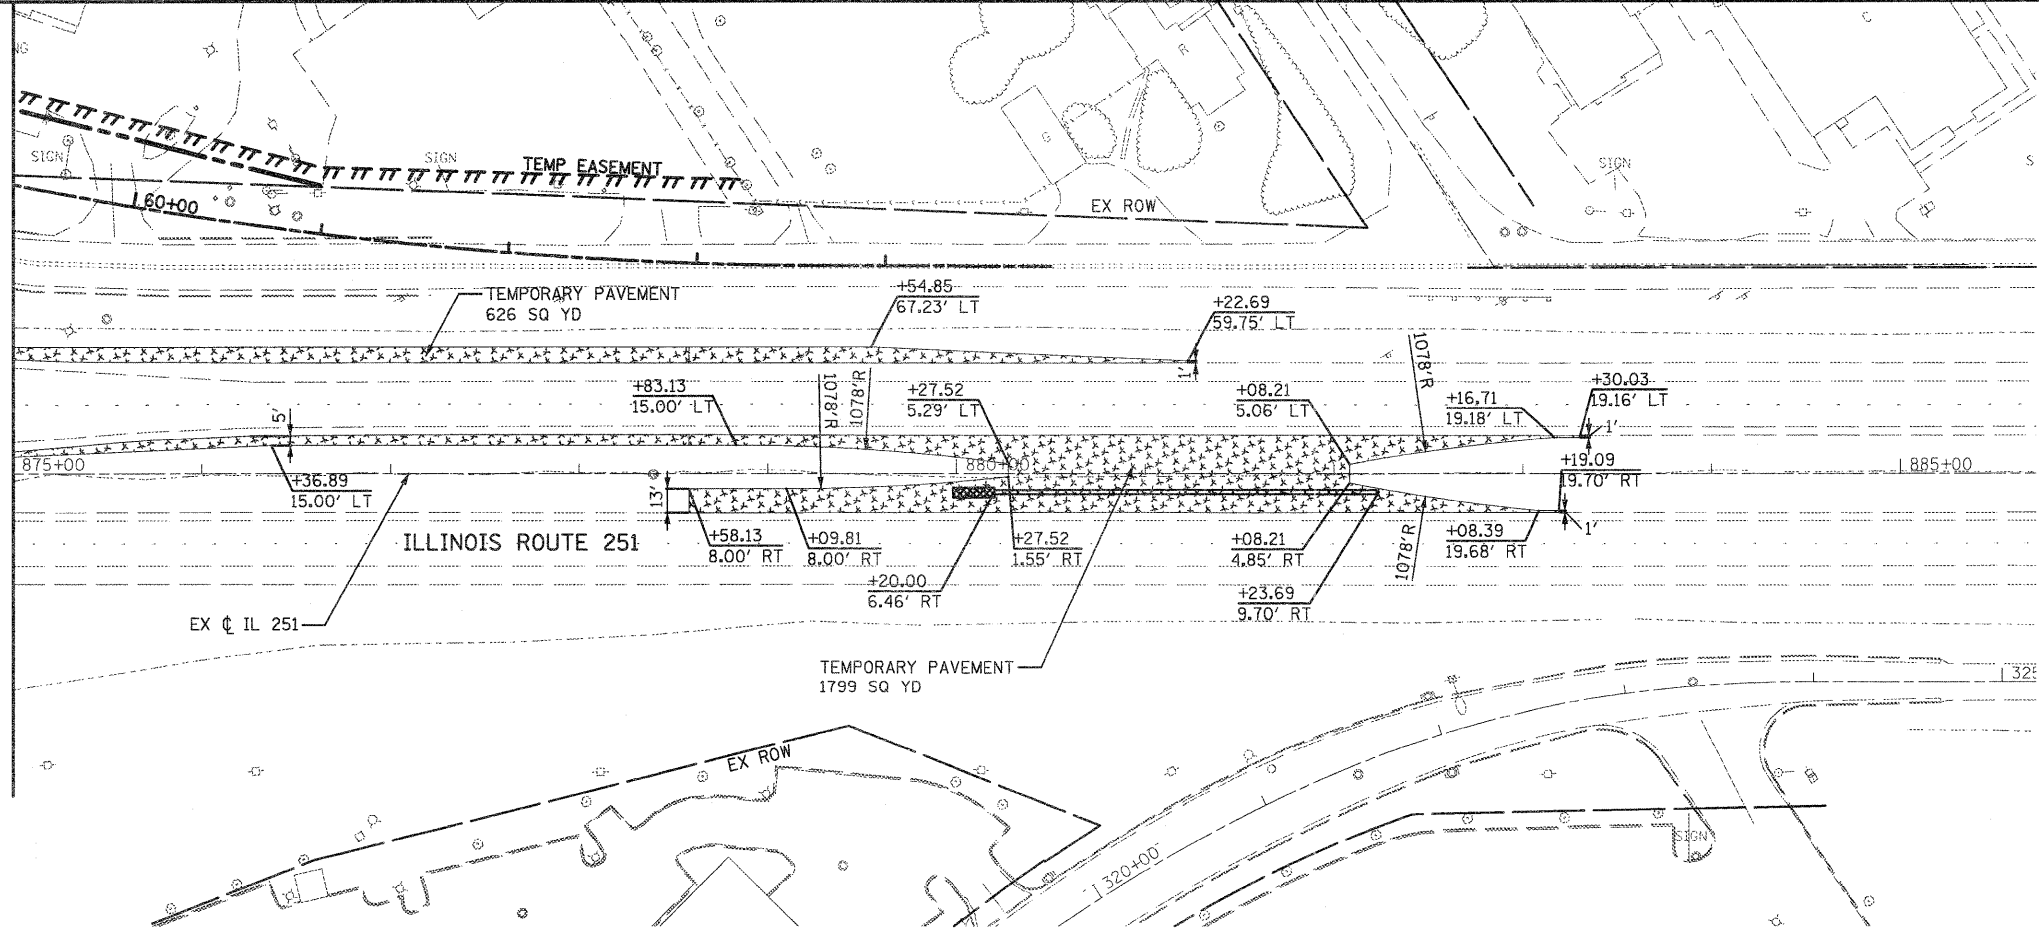 NG
C
R
G
S
SIGN
SIGN
SIGN
TEMP EASEMENT
60+00
EX ROW
TEMPORARY PAVEMENT
626 SQ YD
+54.85
67.23' LT
+22.69
59.75' LT
1'
+83.13
15.00' LT
1078'R
1078'R
+27.52
5.29' LT
+08.21
5.06' LT
1078'R
+16.71
19.18' LT
+30.03
19.16' LT
1'
5'
875+00
880+00
885+00
+36.89
15.00' LT
13'
+19.09
19.70' RT
ILLINOIS ROUTE 251
+58.13
8.00' RT
+09.81
8.00' RT
+27.52
1.55' RT
+08.21
4.85' RT
1078'R
+08.39
19.68' RT
1'
+20.00
6.46' RT
+23.69
9.70' RT
EX ℄ IL 251
TEMPORARY PAVEMENT
1799 SQ YD
325
EX ROW
320+00
SIGN